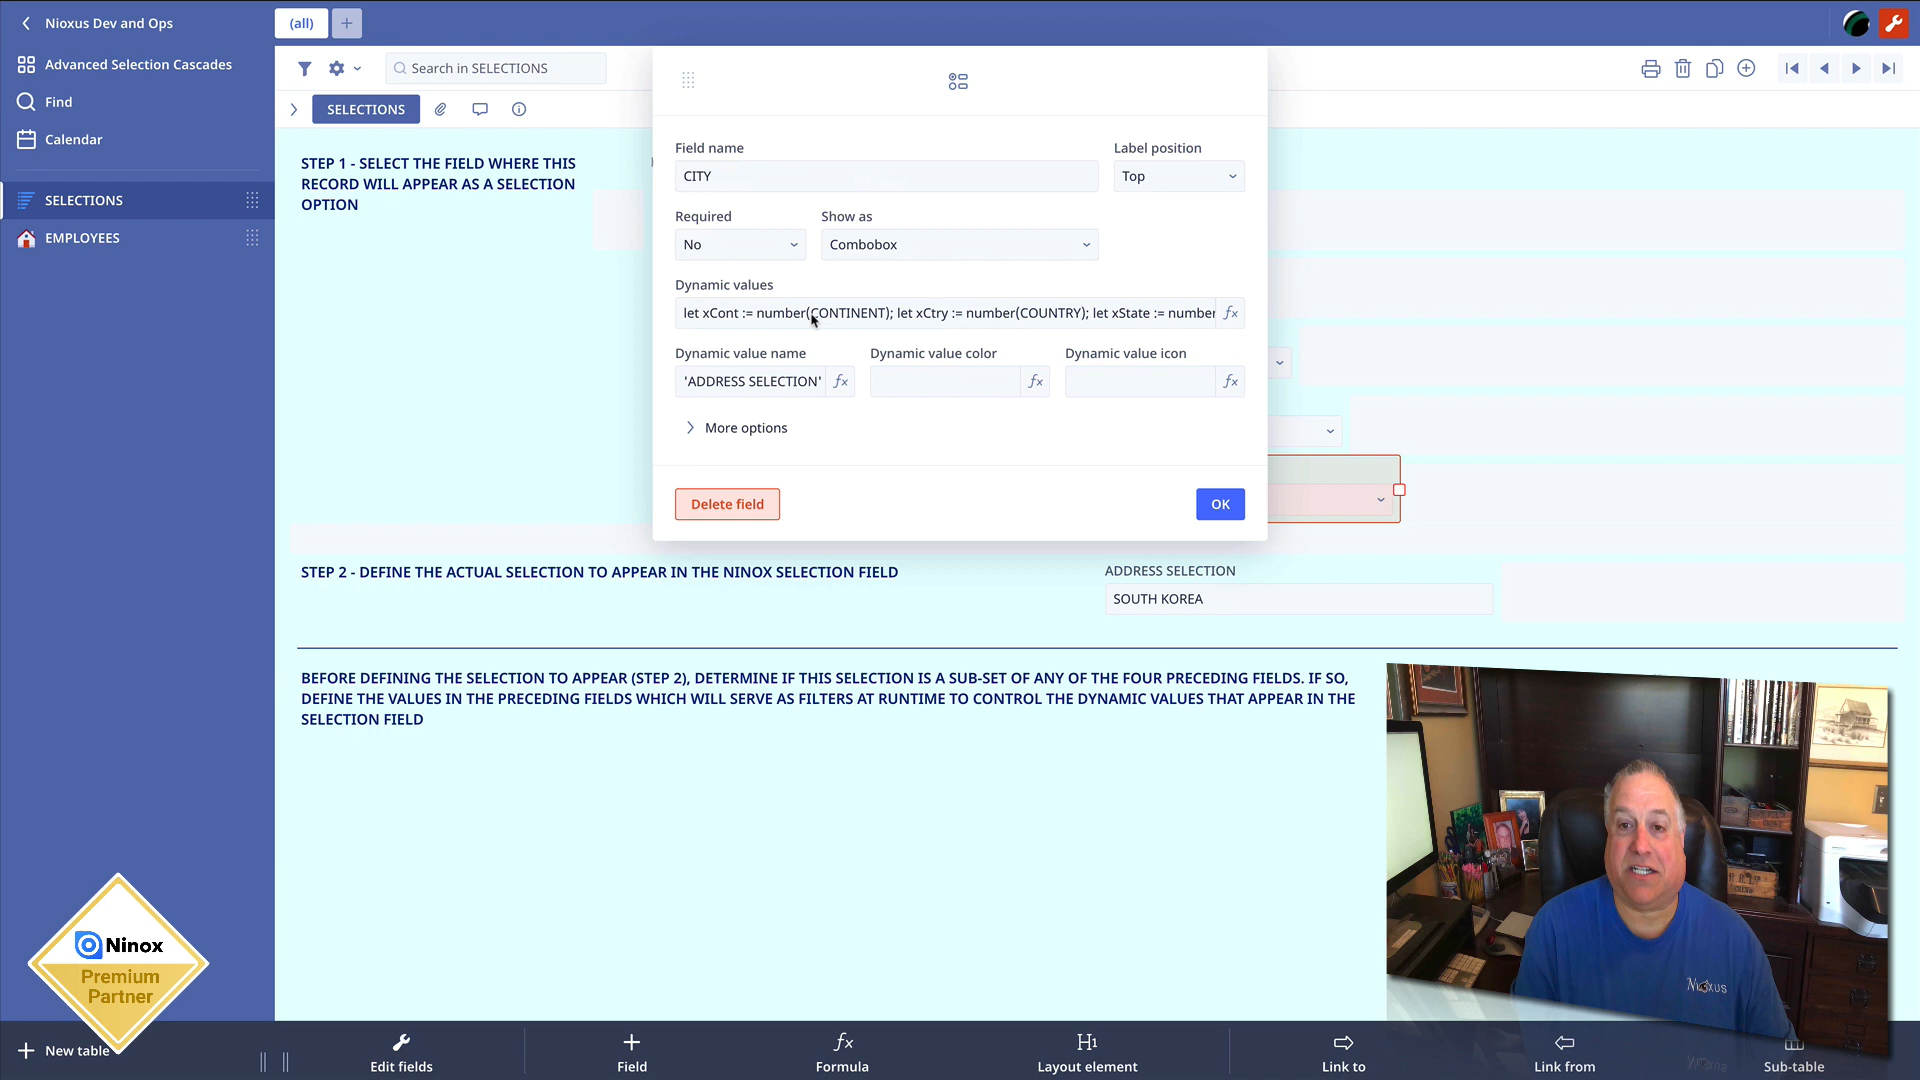 Nioxus Dev and Ops
(all)
Advanced Selection Cascades
Search in SELECTIONS
Find
SELECTIONS
Calendar
SELECTIONS
EMPLOYEES
STEP 1 - SELECT THE FIELD WHERE THIS
RECORD WILL APPEAR AS A SELECTION
OPTION
Field name
Label position
CITY
Top
Required
Show as
No
Combobox
Dynamic values
let xCont := number(CONTINENT); let xCtry := number(COUNTRY); let xState := number
fx
Dynamic value name
Dynamic value color
Dynamic value icon
'ADDRESS SELECTION'
fx
fx
fx
More options
Delete field
OK
STEP 2 - DEFINE THE ACTUAL SELECTION TO APPEAR IN THE NINOX SELECTION FIELD
ADDRESS SELECTION
SOUTH KOREA
BEFORE DEFINING THE SELECTION TO APPEAR (STEP 2), DETERMINE IF THIS SELECTION IS A SUB-SET OF ANY OF THE FOUR PRECEDING FIELDS. IF SO,
DEFINE THE VALUES IN THE PRECEDING FIELDS WHICH WILL SERVE AS FILTERS AT RUNTIME TO CONTROL THE DYNAMIC VALUES THAT APPEAR IN THE
SELECTION FIELD
Ninox
Premium
Partner
Nioxus
New table
Edit fields
Field
fx
Formula
H1
Layout element
Link to
Link from
Sub-table